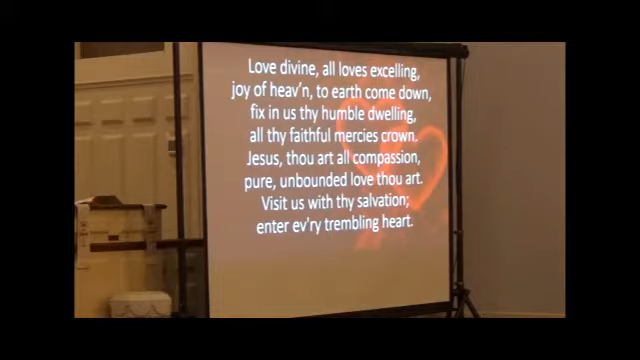 Love divine, all loves excelling,
joy of heav'n, to earth come down,
fix in us thy humble dwelling,
all thy faithful mercies crown.
Jesus, thou art all compassion,
pure, unbounded love thou art.
Visit us with thy salvation;
enter ev'ry trembling heart.